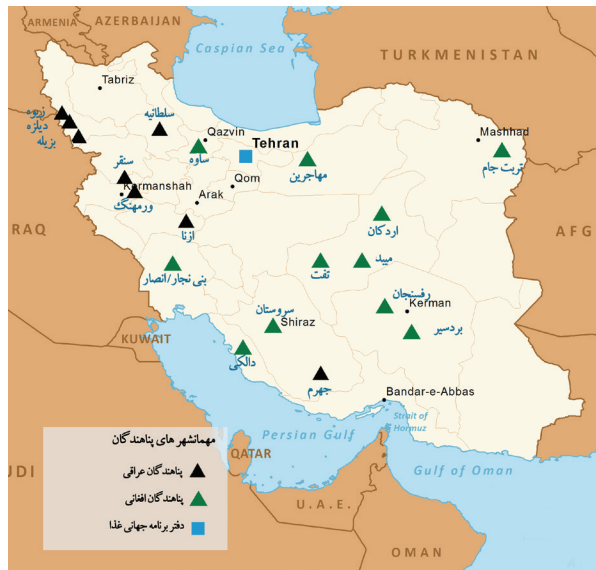 ARMENIA
AZERBAIJAN
Caspian Sea
TURKMENISTAN
Tabriz
زیوه
دیلزه
بزیله
سلطانیه
Qazvin
ساوه
Tehran
مهاجرین
Mashhad
تربت جام
سنقر
Kermanshah
ورمهنگ
Qom
Arak
ازنا
اردکان
RAQ
AFG
بنی نجار/انصار
تفت
میبد
رفسنجان
Kerman
سروستان
Shiraz
بردسیر
KUWAIT
دالکی
جهرم
Bandar-e-Abbas
Strait of
Hormuz
Persian Gulf
QATAR
Gulf of Oman
UDI
U.A.E.
OMAN
مهمانشهر های پناهندگان
پناهندگان عراقی
پناهندگان افغانی
دفتر برنامه جهانی غذا